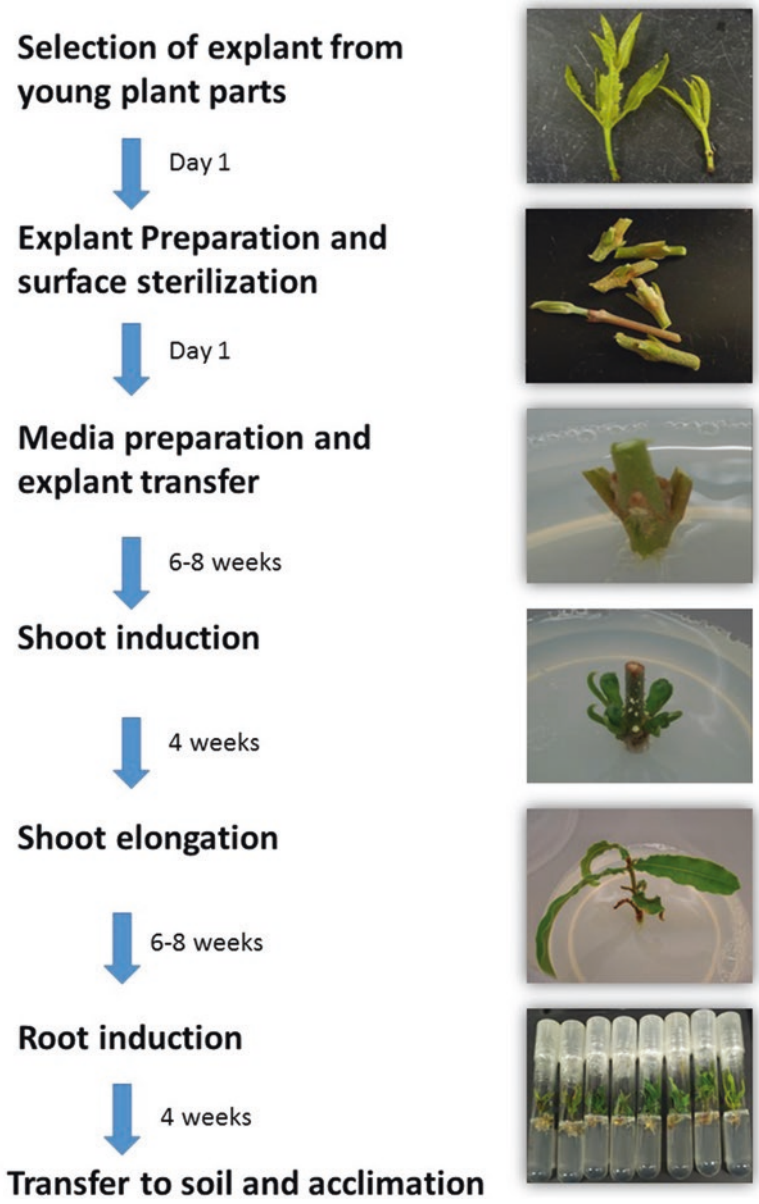 Selection of explant from
young plant parts
Day 1
Explant Preparation and
surface sterilization
Day 1
Media preparation and
explant transfer
6-8 weeks
Shoot induction
4 weeks
Shoot elongation
6-8 weeks
Root induction
4 weeks
Transfer to soil and acclimation